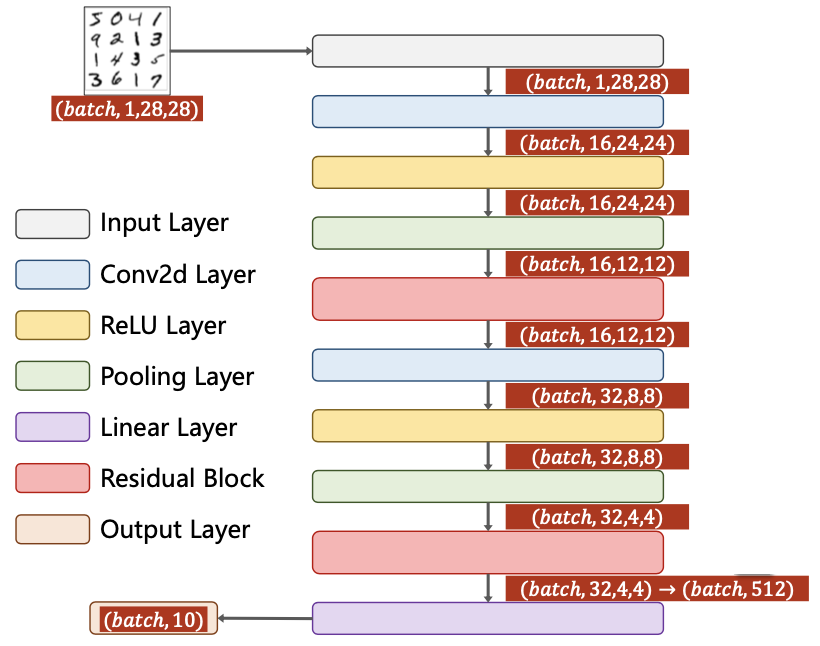 5 0 4 1
9 2 1 3
1 4 3 5
3 6 1 7
(batch, 1,28,28)
(batch, 1,28,28)
(batch, 16,24,24)
(batch, 16,24,24)
(batch, 16,12,12)
(batch, 16,12,12)
(batch, 32,8,8)
(batch, 32,8,8)
(batch, 32,4,4)
(batch, 32,4,4) → (batch, 512)
(batch, 10)
Input Layer
Conv2d Layer
ReLU Layer
Pooling Layer
Linear Layer
Residual Block
Output Layer